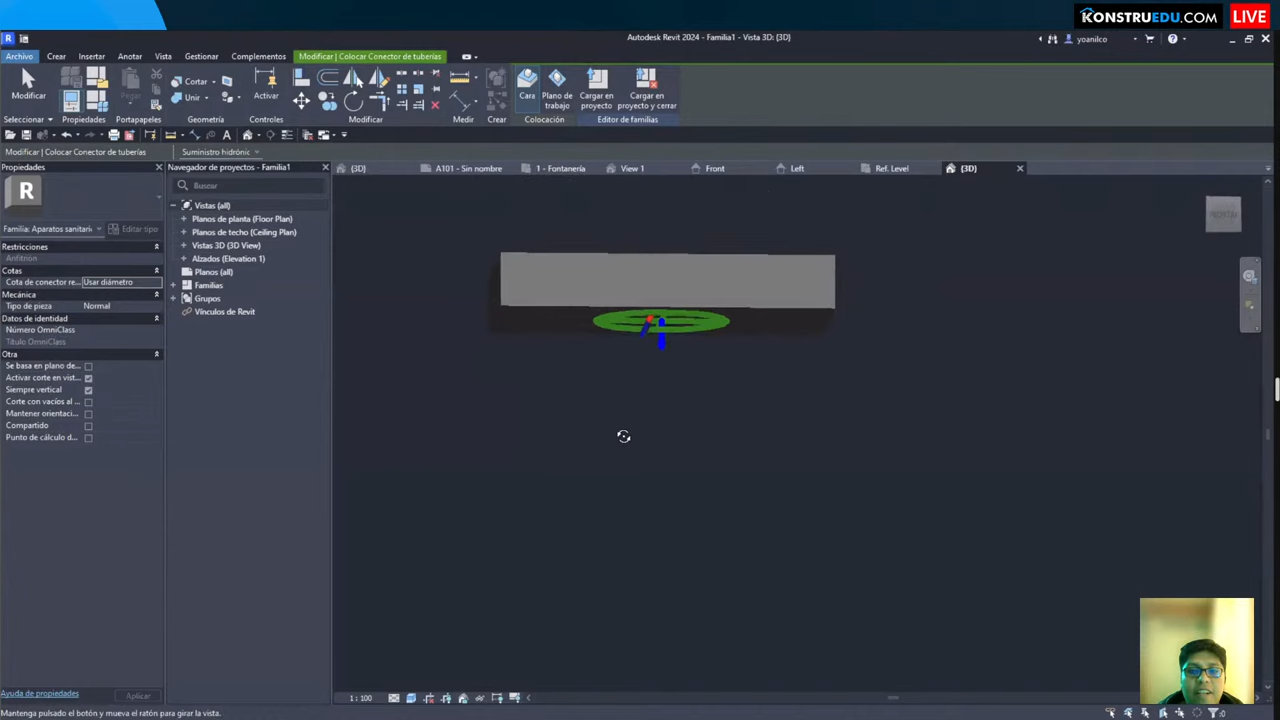 KONSTRUEDU.COM LIVE
Autodesk Revit 2024 - Familia1 - Vista 3D: {3D}
yoanilco
Archivo Crear Insertar Anotar Vista Gestionar Complementos Modificar | Colocar Conector de tuberías
Modificar
Pegar
Cortar
Unir
Activar
Cara
Plano de trabajo
Cargar en proyecto
Cargar en proyecto y cerrar
Seleccionar Propiedades Portapapeles Geometría Controles Modificar Medir Crear Colocación Editor de familias
Modificar | Colocar Conector de tuberías Suministro hidrónic
Propiedades
Navegador de proyectos - Familia1
{3D} A101 - Sin nombre 1 - Fontanería View 1 Front Left Ref. Level {3D}
Buscar
Familia: Aparatos sanitari Editar tipo
Restricciones
Anfitrión
Cotas
Cota de conector re... Usar diámetro
Mecánica
Tipo de pieza Normal
Datos de identidad
Número OmniClass
Título OmniClass
Otra
Se basa en plano de...
Activar corte en vist...
Siempre vertical
Corte con vacíos al ...
Mantener orientaci...
Compartido
Punto de cálculo d...
Vistas (all)
Planos de planta (Floor Plan)
Planos de techo (Ceiling Plan)
Vistas 3D (3D View)
Alzados (Elevation 1)
Planos (all)
Familias
Grupos
Vínculos de Revit
Ayuda de propiedades Aplicar
1 : 100
Mantenga pulsado el botón y mueva el ratón para girar la vista.
:0